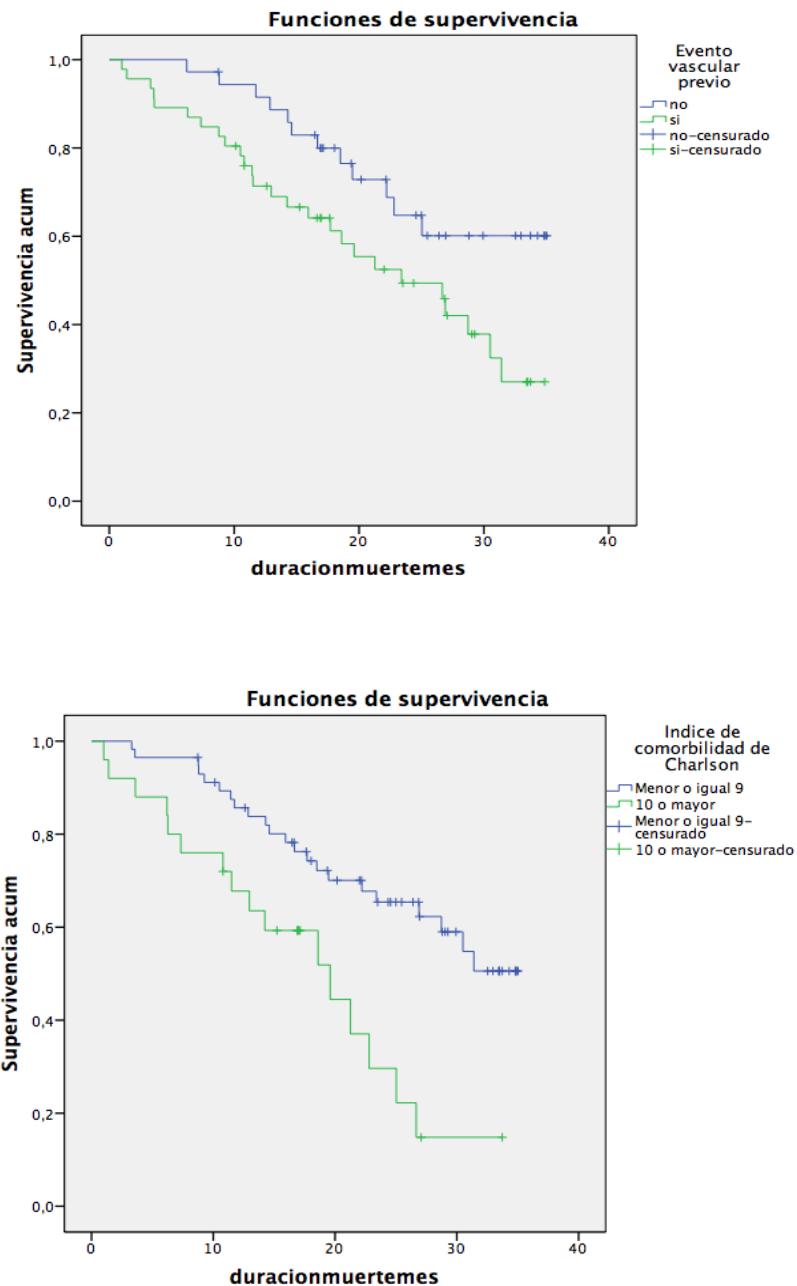 Funciones de supervivencia
Evento
vascular
previo
no
si
no-censurado
si-censurado
1,0
0,8
0,6
0,4
0,2
0,0
Supervivencia acum
0 10 20 30 40
duracionmuertemes
Funciones de supervivencia
Indice de
comorbilidad de
Charlson
Menor o igual 9
10 o mayor
Menor o igual 9-
censurado
10 o mayor-censurado
1,0
0,8
0,6
0,4
0,2
0,0
Supervivencia acum
0 10 20 30 40
duracionmuertemes